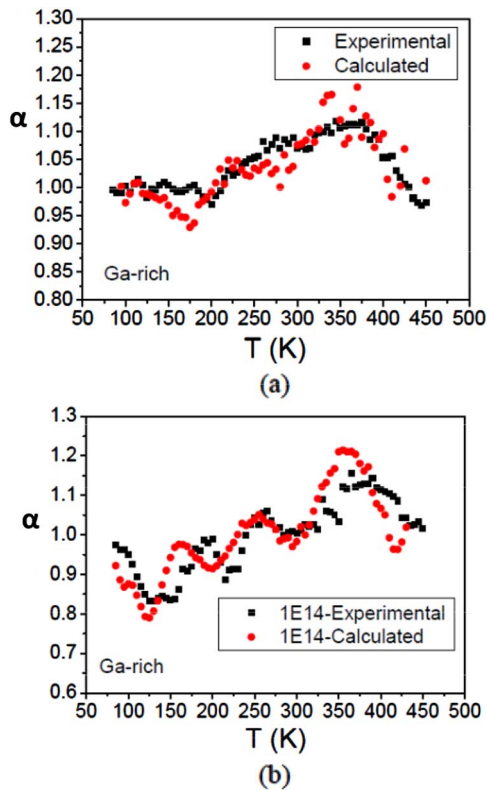 1.30
1.25
1.20
1.15
1.10
1.05
1.00
0.95
0.90
0.85
0.80
α
Experimental
Calculated
Ga-rich
50 100 150 200 250 300 350 400 450 500
T (K)
(a)
1.3
1.2
1.1
1.0
0.9
0.8
0.7
0.6
α
1E14-Experimental
1E14-Calculated
Ga-rich
50 100 150 200 250 300 350 400 450 500
T (K)
(b)